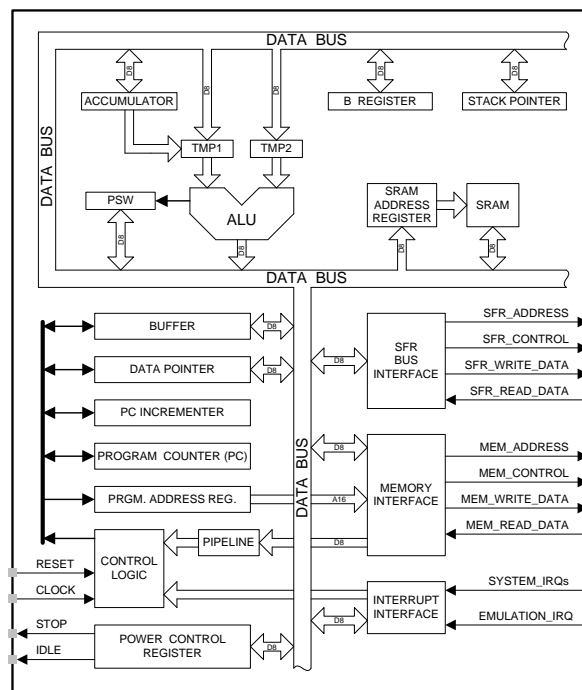 DATA BUS
D8
D8
D8
D8
D8
ACCUMULATOR
B REGISTER
STACK POINTER
DATA BUS
TMP1
TMP2
PSW
ALU
SRAM ADDRESS REGISTER
SRAM
D8
D8
D8
D8
DATA BUS
BUFFER
D8
DATA POINTER
D8
PC INCREMENTER
PROGRAM COUNTER (PC)
PRGM. ADDRESS REG.
A16
PIPELINE
D8
CONTROL LOGIC
RESET
CLOCK
STOP
IDLE
POWER CONTROL REGISTER
D8
DATA BUS
D8
SFR BUS INTERFACE
SFR_ADDRESS
SFR_CONTROL
SFR_WRITE_DATA
SFR_READ_DATA
D8
MEMORY INTERFACE
MEM_ADDRESS
MEM_CONTROL
MEM_WRITE_DATA
MEM_READ_DATA
INTERRUPT INTERFACE
D8
SYSTEM_IRQs
EMULATION_IRQ